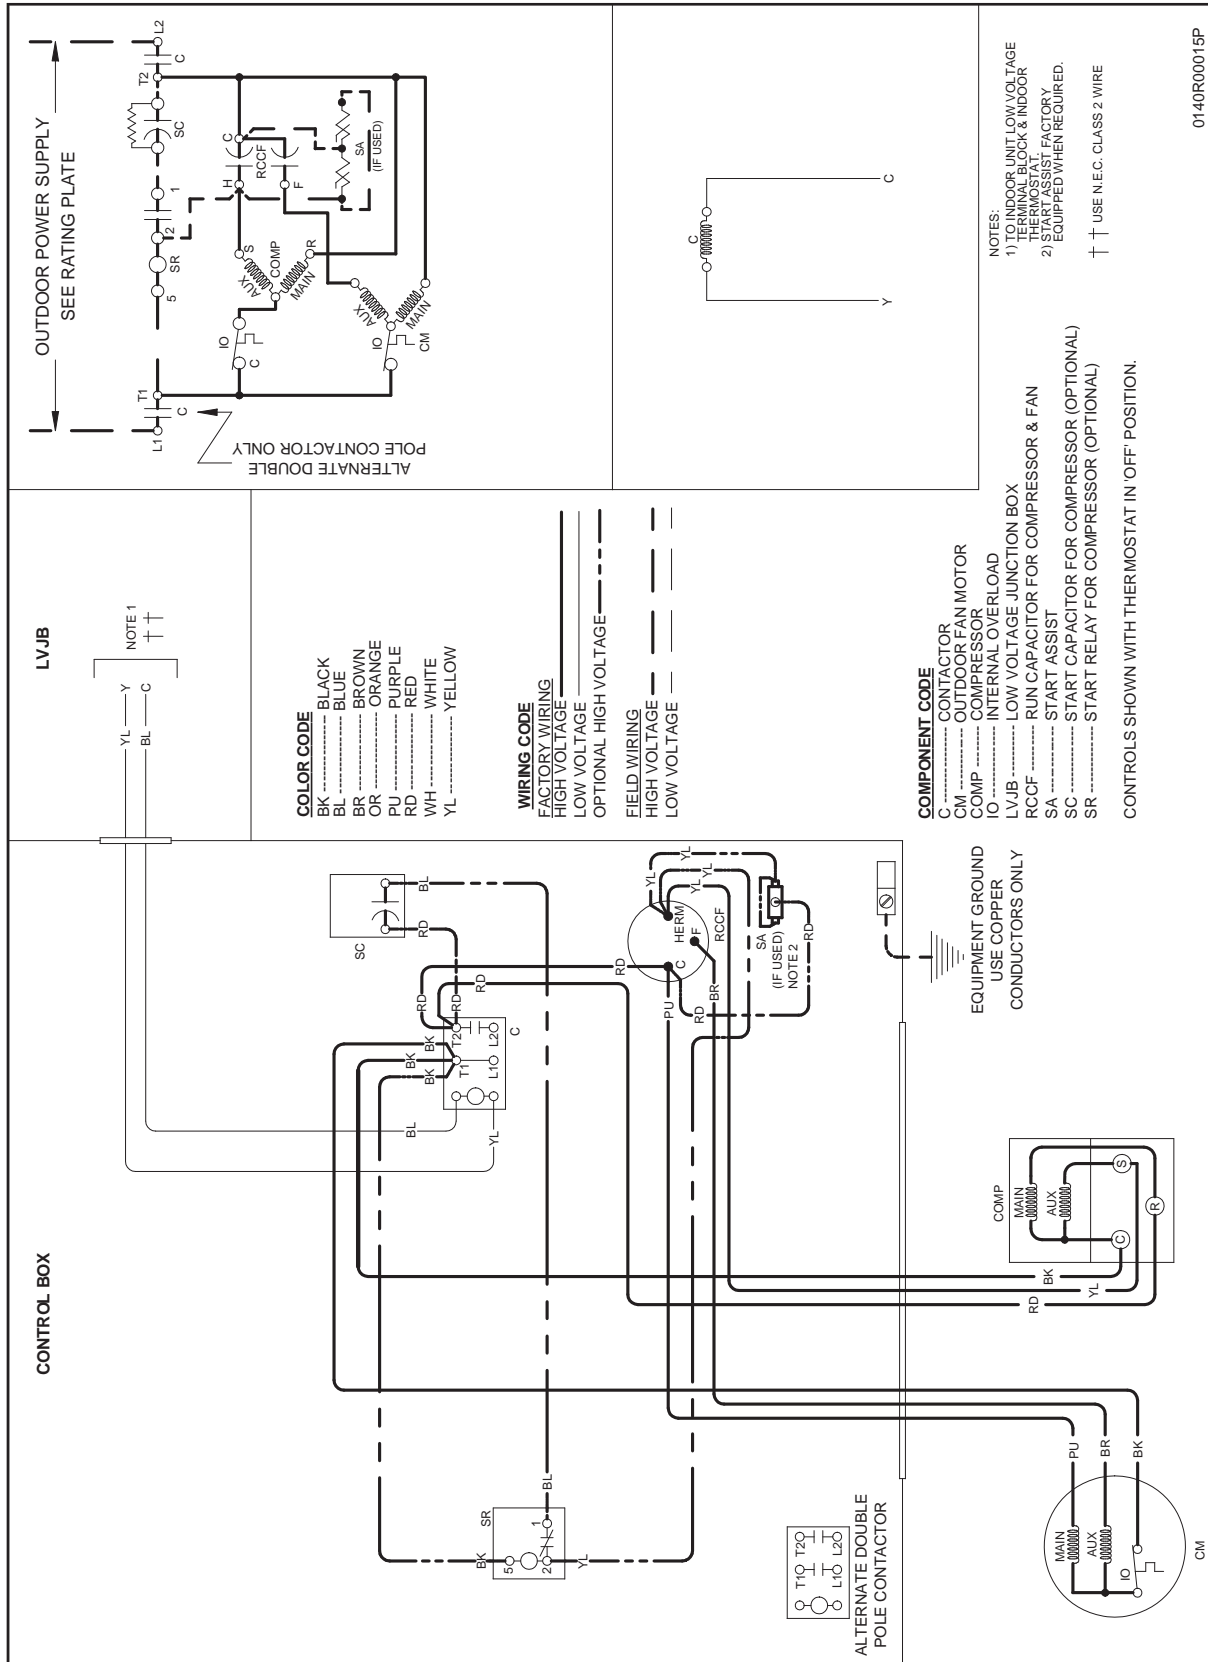 CONTROL BOX
LVJB
YL
Y
BL
C
NOTE 1
††
COLOR CODE
BK ---------- BLACK
BL ---------- BLUE
BR ---------- BROWN
OR ---------- ORANGE
PU ---------- PURPLE
RD ---------- RED
WH ---------- WHITE
YL ---------- YELLOW
WIRING CODE
FACTORY WIRING
HIGH VOLTAGE
LOW VOLTAGE
OPTIONAL HIGH VOLTAGE
FIELD WIRING
HIGH VOLTAGE
LOW VOLTAGE
COMPONENT CODE
C ---------- CONTACTOR
CM ---------- OUTDOOR FAN MOTOR
COMP ---------- COMPRESSOR
IO ---------- INTERNAL OVERLOAD
LVJB ---------- LOW VOLTAGE JUNCTION BOX
RCCF ---------- RUN CAPACITOR FOR COMPRESSOR & FAN
SA ---------- START ASSIST
SC ---------- START CAPACITOR FOR COMPRESSOR (OPTIONAL)
SR ---------- START RELAY FOR COMPRESSOR (OPTIONAL)
CONTROLS SHOWN WITH THERMOSTAT IN 'OFF' POSITION.
OUTDOOR POWER SUPPLY
SEE RATING PLATE
L1
C
T1
5
SR
2
1
SC
T2
C
L2
ALTERNATE DOUBLE
POLE CONTACTOR ONLY
IO
C
S
AUX
COMP
MAIN
R
H
RCCF
C
F
SA
(IF USED)
IO
AUX
MAIN
CM
C
Y
C
NOTES:
1) TO INDOOR UNIT LOW VOLTAGE
TERMINAL BLOCK & INDOOR
THERMOSTAT.
2) START ASSIST FACTORY
EQUIPPED WHEN REQUIRED.
†† USE N.E.C. CLASS 2 WIRE
0140R00015P
SC
RD
BL
RD
RD
RD
BK
BK
BK
T2
L2
T1
L1
C
BL
YL
SR
BK
5
2
1
BL
YL
RD
PU
BR
RD
C
F
HERM
RCCF
YL
YL
YL
SA
(IF USED)
NOTE 2
RD
EQUIPMENT GROUND
USE COPPER
CONDUCTORS ONLY
COMP
MAIN
AUX
C
S
R
BK
YL
RD
ALTERNATE DOUBLE
POLE CONTACTOR
T1
T2
L1
L2
PU
BR
BK
MAIN
AUX
IO
CM